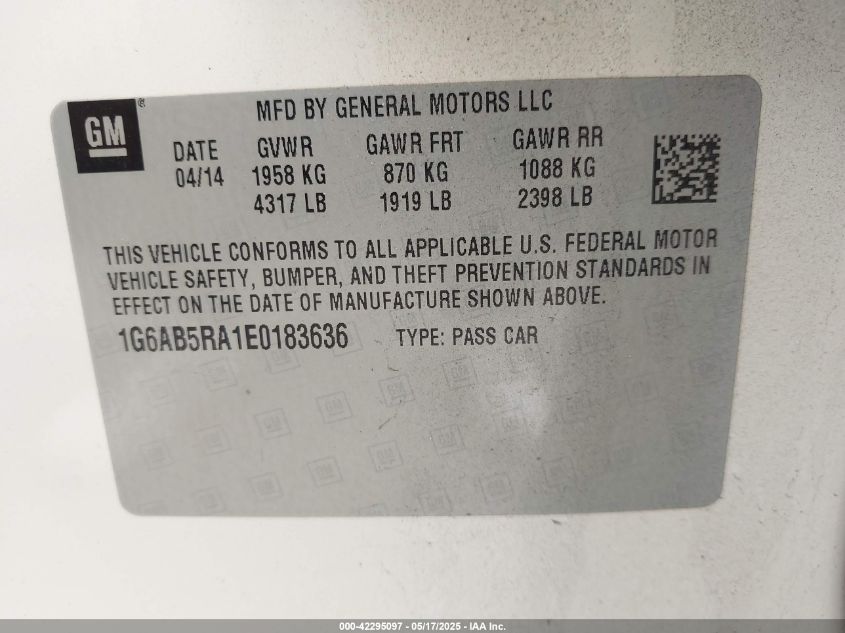 GM®
MFD BY GENERAL MOTORS LLC
DATE GVWR GAWR FRT GAWR RR
04/14 1958 KG 870 KG 1088 KG
4317 LB 1919 LB 2398 LB
THIS VEHICLE CONFORMS TO ALL APPLICABLE U.S. FEDERAL MOTOR
VEHICLE SAFETY, BUMPER, AND THEFT PREVENTION STANDARDS IN
EFFECT ON THE DATE OF MANUFACTURE SHOWN ABOVE.
1G6AB5RA1E0183636 TYPE: PASS CAR
000-42295097 - 05/17/2025 - IAA Inc.